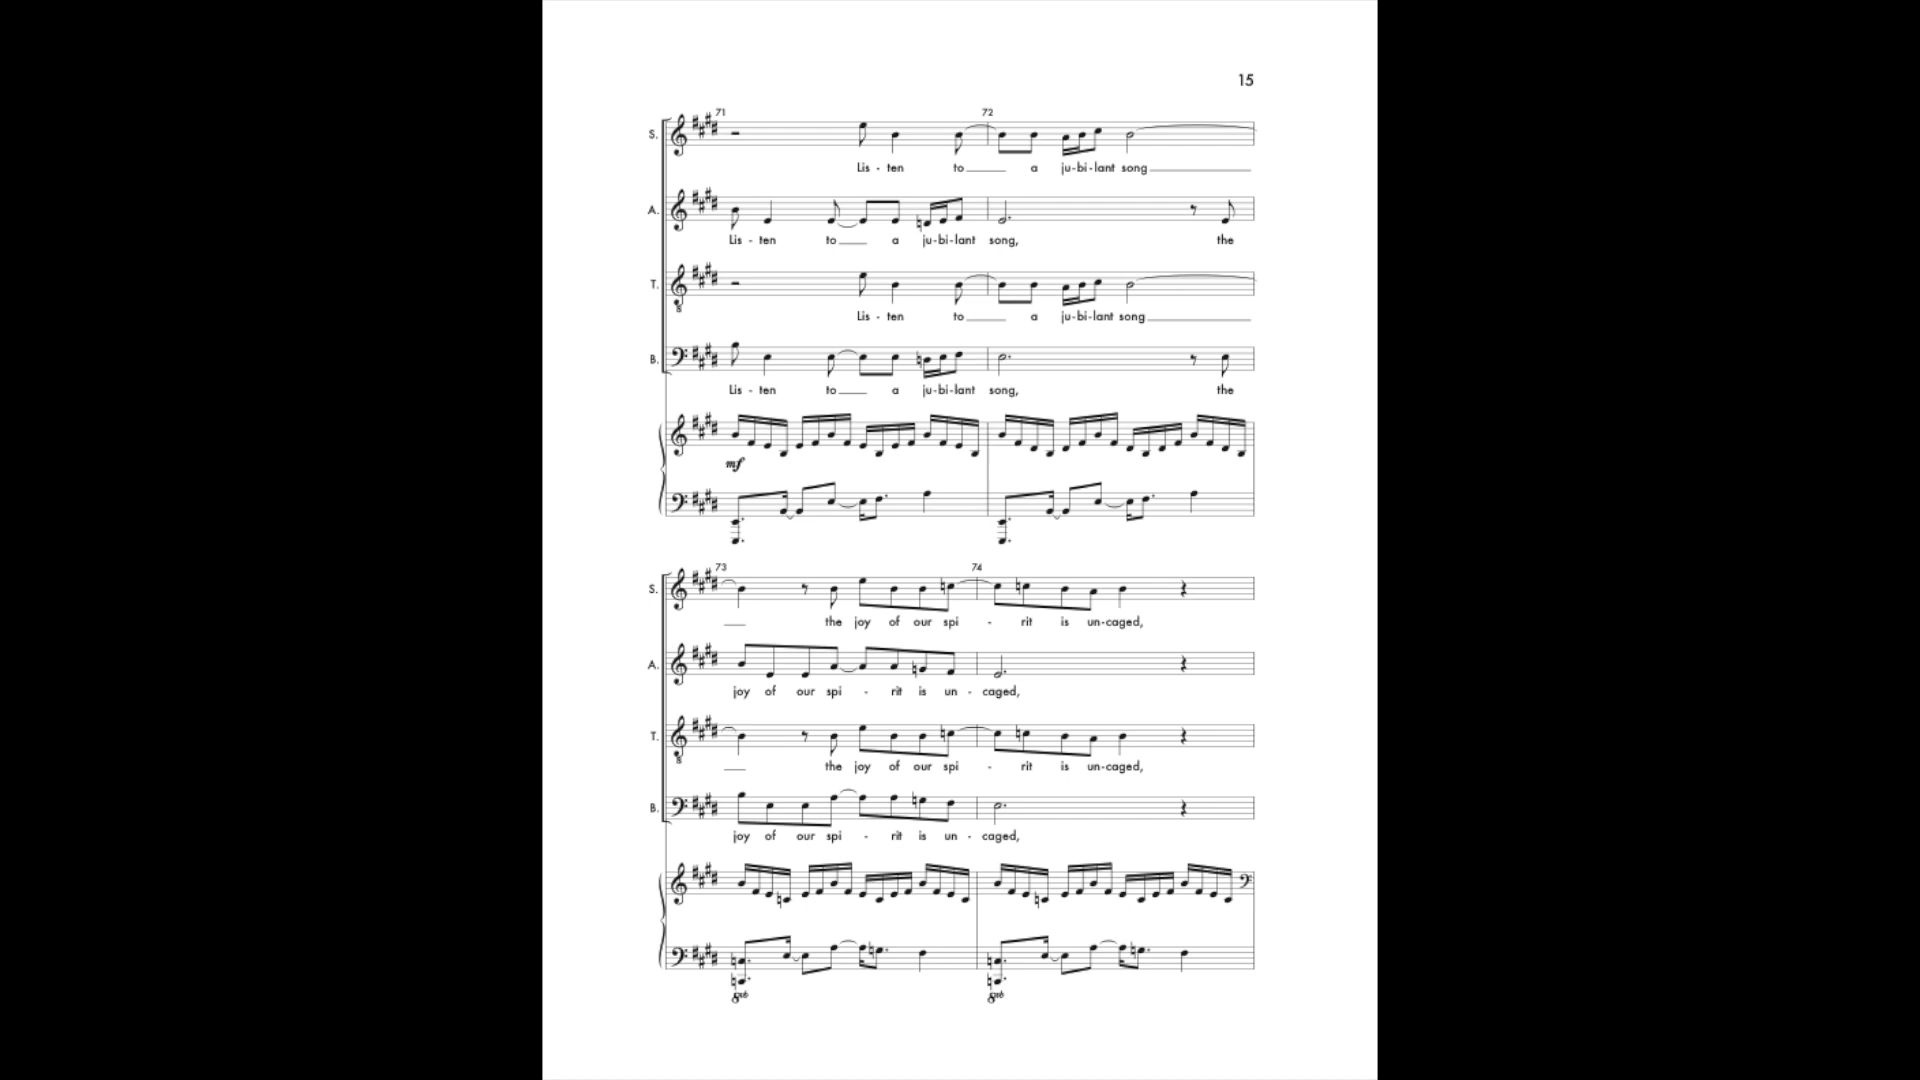 15
71 72
S.
Lis - ten to a ju-bi-lant song
A.
Lis - ten to a ju-bi-lant song, the
T.
8
Lis - ten to a ju-bi-lant song
B.
Lis - ten to a ju-bi-lant song, the
mf
73 74
S.
the joy of our spi - rit is un-caged,
A.
joy of our spi - rit is un - caged,
T.
8
the joy of our spi - rit is un-caged,
B.
joy of our spi - rit is un - caged,
8vb 8vb